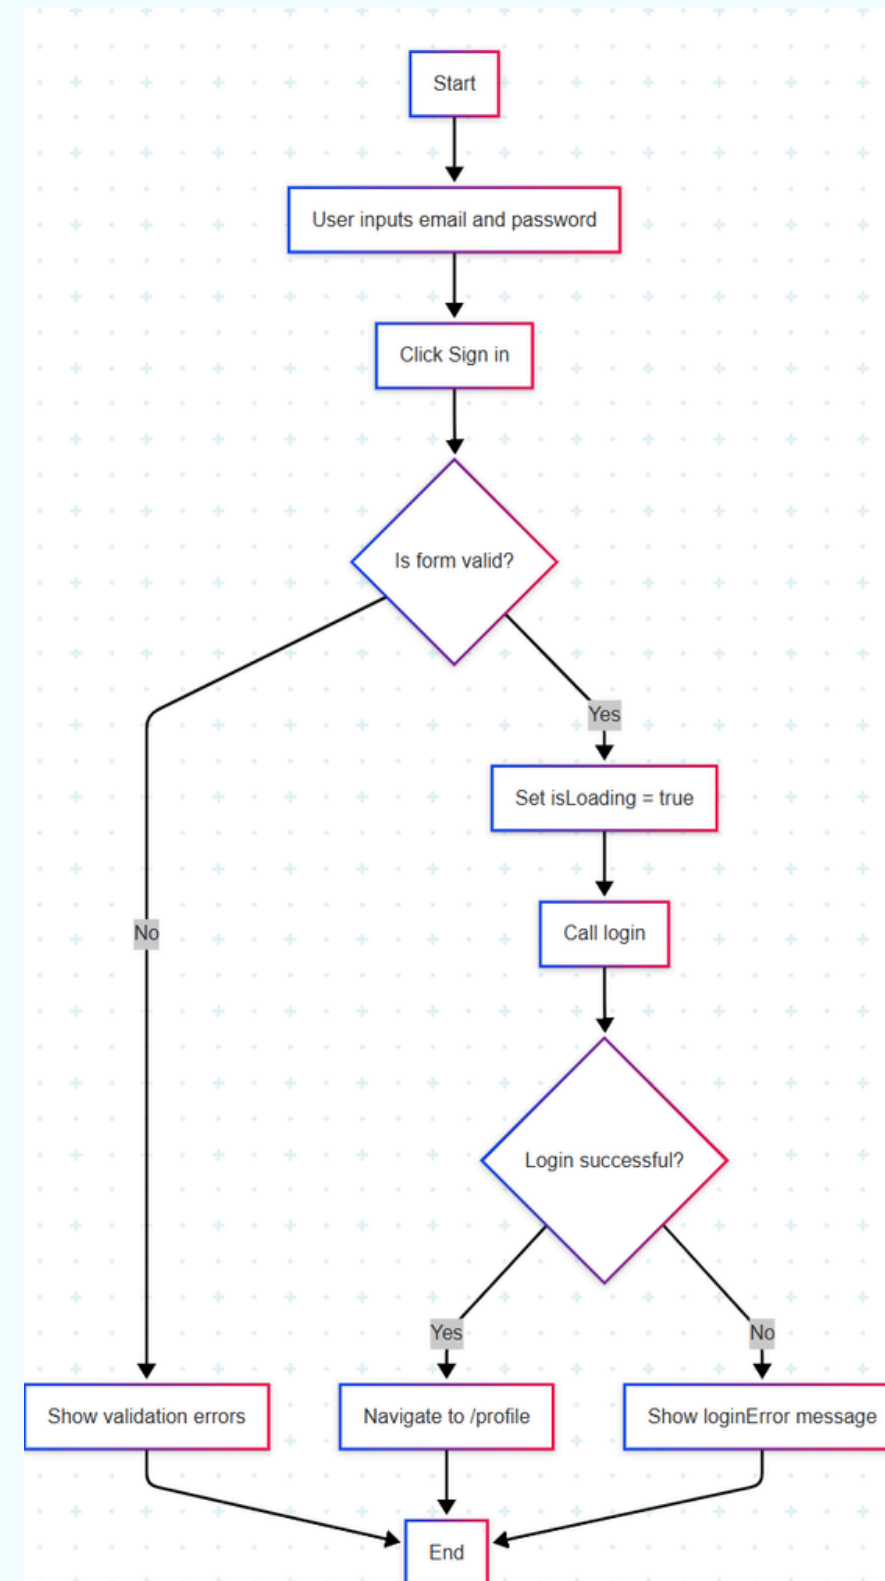 Start
User inputs email and password
Click Sign in
Is form valid?
Yes
Set isLoading = true
Call login
No
Login successful?
Yes
No
Show validation errors
Navigate to /profile
Show loginError message
End